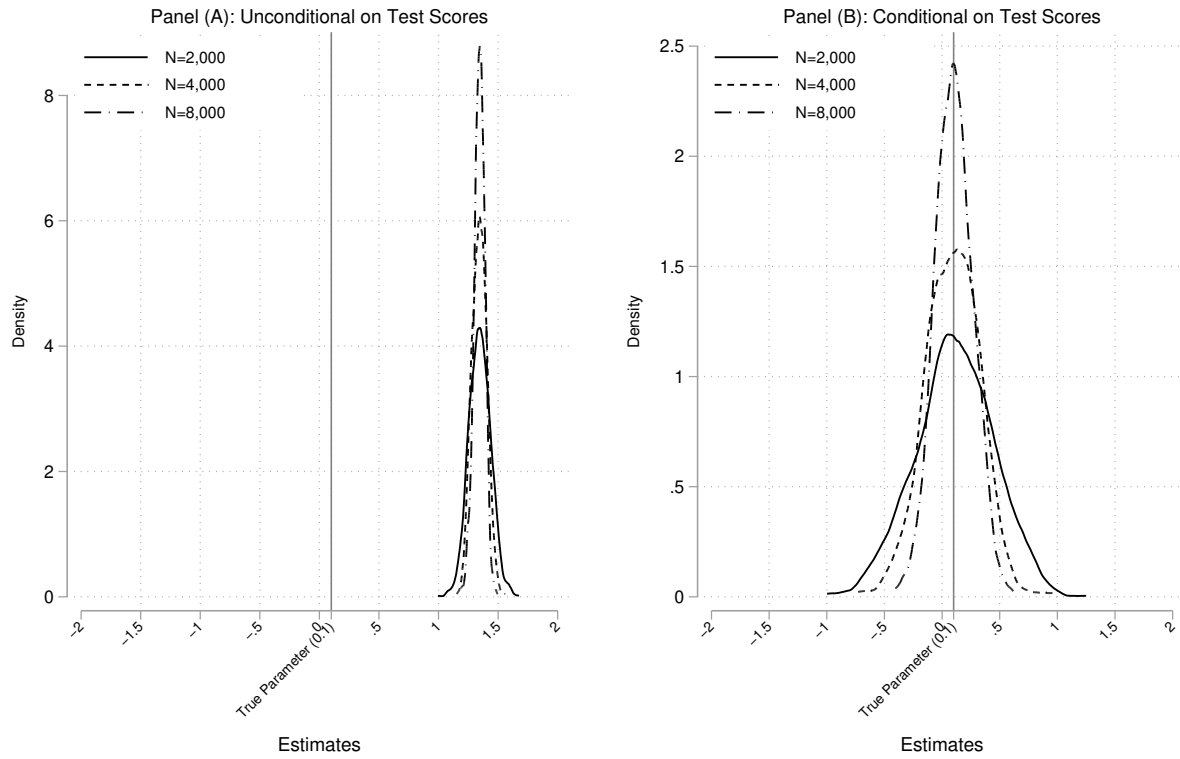 Panel (A): Unconditional on Test Scores
N=2,000
N=4,000
N=8,000
8
6
4
2
0
Density
−2
−1.5
−1
−.5
0.0
True Parameter (0.1)
.5
1
1.5
2
Estimates
Panel (B): Conditional on Test Scores
N=2,000
N=4,000
N=8,000
2.5
2
1.5
1
.5
0
Density
−2
−1.5
−1
−.5
True Parameter (0.1)
.5
1
1.5
2
Estimates